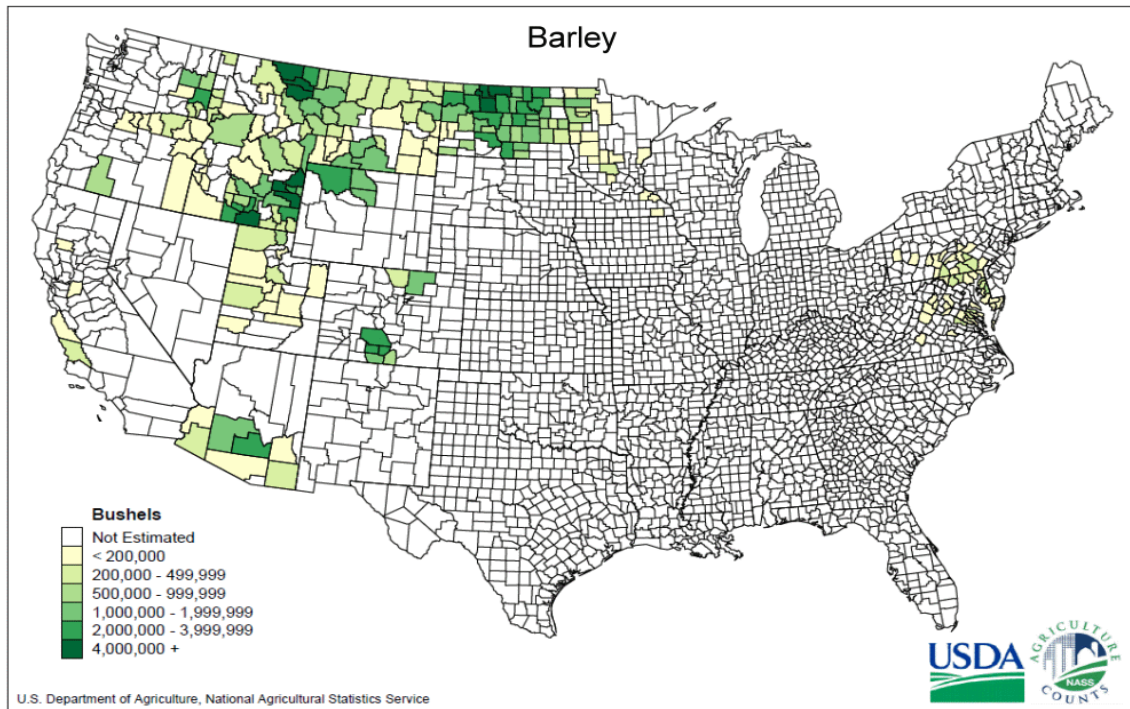 Barley
Bushels
Not Estimated
< 200,000
200,000 - 499,999
500,000 - 999,999
1,000,000 - 1,999,999
2,000,000 - 3,999,999
4,000,000 +
USDA
AGRICULTURE
NASS
COUNTS
U.S. Department of Agriculture, National Agricultural Statistics Service